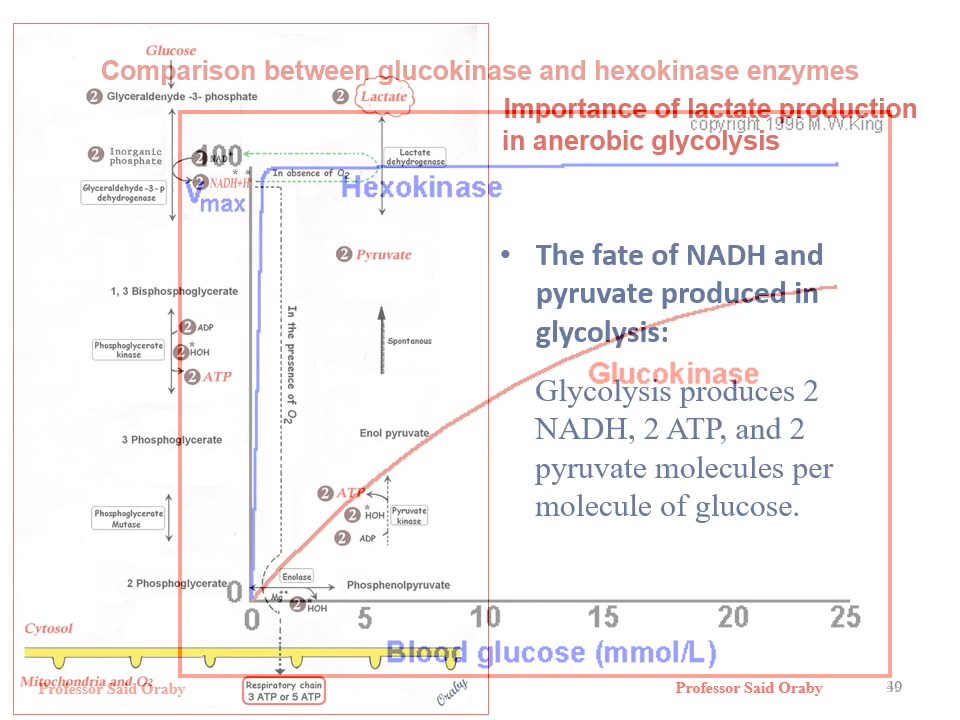 Glucose
Comparison between glucokinase and hexokinase enzymes
2 Glyceraldenyde -3- phosphate
2 Lactate
Importance of lactate production
in anerobic glycolysis
copyright 1996 M.W.King
2 Inorganic
phosphate
2 NAD+
100
Lactate
dehydrogenase
In absence of O2
** 
2 NADH+H
Glyceraldehyde -3- p
dehydrogenase
Vmax
Hexokinase
2 Pyruvate
• The fate of NADH and
pyruvate produced in
glycolysis:
1, 3 Bisphosphoglycerate
2 ADP
Phosphoglycerate
kinase
2 *HOH
2 ATP
In the presence of O2
Spontanous
Glucokinase
Glycolysis produces 2
NADH, 2 ATP, and 2
pyruvate molecules per
molecule of glucose.
3 Phosphoglycerate
Enol pyruvate
2 ATP
2 *HOH
Pyruvate
kinase
2 ADP
Phosphoglycerate
Mutase
2 Phosphoglycerate
Enolase
Phosphenolpyruvate
Mg++
2 *HOH
0
0 5 10 15 20 25
Blood glucose (mmol/L)
Cytosol
Mitochondria and O2
Respiratory chain
3 ATP or 5 ATP
Oraby
Professor Said Oraby
Professor Said Oraby